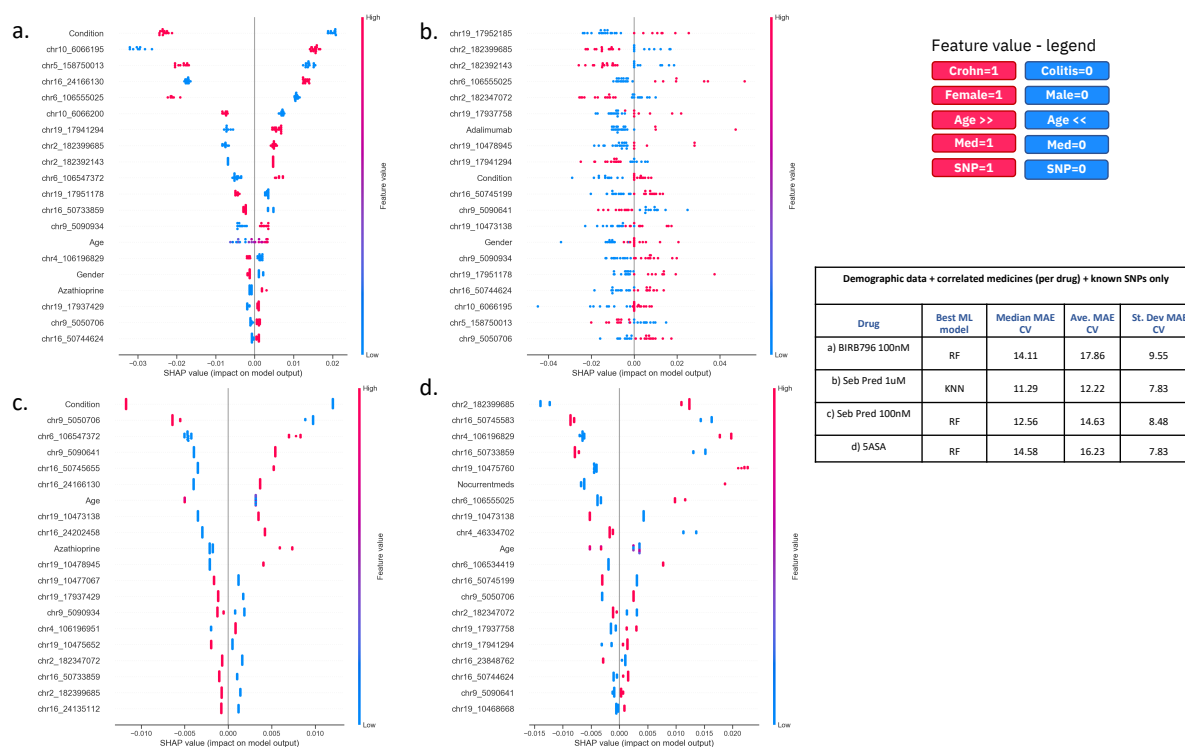 a.
High
Condition
chr10_6066195
chr5_158750013
chr16_24166130
chr6_106555025
chr10_6066200
chr19_17941294
chr2_182399685
chr2_182392143
chr6_106547372
chr19_17951178
chr16_50733859
chr9_5090934
Age
chr4_106196829
Gender
Azathioprine
chr19_17937429
chr9_5050706
chr16_50744624
Feature value
Low
−0.03 −0.02 −0.01 0.00 0.01 0.02
SHAP value (impact on model output)
b.
High
chr19_17952185
chr2_182399685
chr2_182392143
chr6_106555025
chr2_182347072
chr19_17937758
Adalimumab
chr19_10478945
chr19_17941294
Condition
chr16_50745199
chr9_5090641
chr19_10473138
Gender
chr9_5090934
chr19_17951178
chr16_50744624
chr10_6066195
chr5_158750013
chr9_5050706
Feature value
Low
−0.04 −0.02 0.00 0.02 0.04
SHAP value (impact on model output)
Feature value - legend
Crohn=1 Colitis=0
Female=1 Male=0
Age >> Age <<
Med=1 Med=0
SNP=1 SNP=0
Demographic data + correlated medicines (per drug) + known SNPs only
Drug Best ML model Median MAE CV Ave. MAE CV St. Dev MAE CV
a) BIRB796 100nM RF 14.11 17.86 9.55
b) Seb Pred 1uM KNN 11.29 12.22 7.83
c) Seb Pred 100nM RF 12.56 14.63 8.48
d) 5ASA RF 14.58 16.23 7.83
c.
High
Condition
chr9_5050706
chr6_106547372
chr9_5090641
chr16_50745655
chr16_24166130
Age
chr19_10473138
chr16_24202458
Azathioprine
chr19_10478945
chr19_10477067
chr19_17937429
chr9_5090934
chr4_106196951
chr19_10475652
chr2_182347072
chr16_50733859
chr2_182399685
chr16_24135112
Feature value
Low
−0.010 −0.005 0.000 0.005 0.010
SHAP value (impact on model output)
d.
High
chr2_182399685
chr16_50745583
chr4_106196829
chr16_50733859
chr19_10475760
Nocurrentmeds
chr6_106555025
chr19_10473138
chr4_46334702
Age
chr6_106534419
chr16_50745199
chr9_5050706
chr2_182347072
chr19_17937758
chr19_17941294
chr16_23848762
chr16_50744624
chr9_5090641
chr19_10468668
Feature value
Low
−0.015 −0.010 −0.005 0.000 0.005 0.010 0.015 0.020
SHAP value (impact on model output)